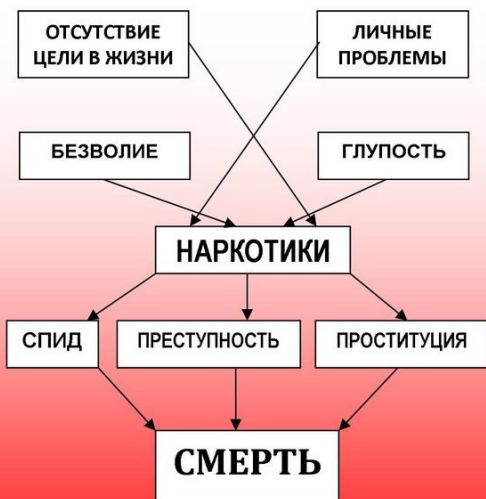 ОТСУТСТВИЕ
ЦЕЛИ В ЖИЗНИ
ЛИЧНЫЕ
ПРОБЛЕМЫ
БЕЗВОЛИЕ
ГЛУПОСТЬ
НАРКОТИКИ
СПИД
ПРЕСТУПНОСТЬ
ПРОСТИТУЦИЯ
СМЕРТЬ